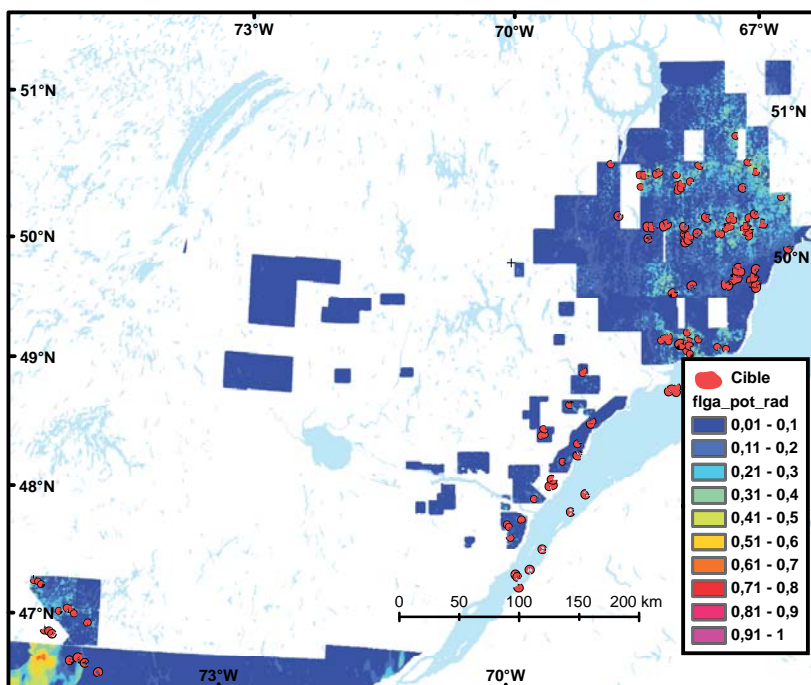 73°W 70°W 67°W
51°N
51°N
50°N
50°N
49°N
Cible
flga_pot_rad
0,01 - 0,1
0,11 - 0,2
0,21 - 0,3
0,31 - 0,4
0,41 - 0,5
0,51 - 0,6
0,61 - 0,7
0,71 - 0,8
0,81 - 0,9
0,91 - 1
48°N
47°N
0 50 100 150 200 km
73°W 70°W